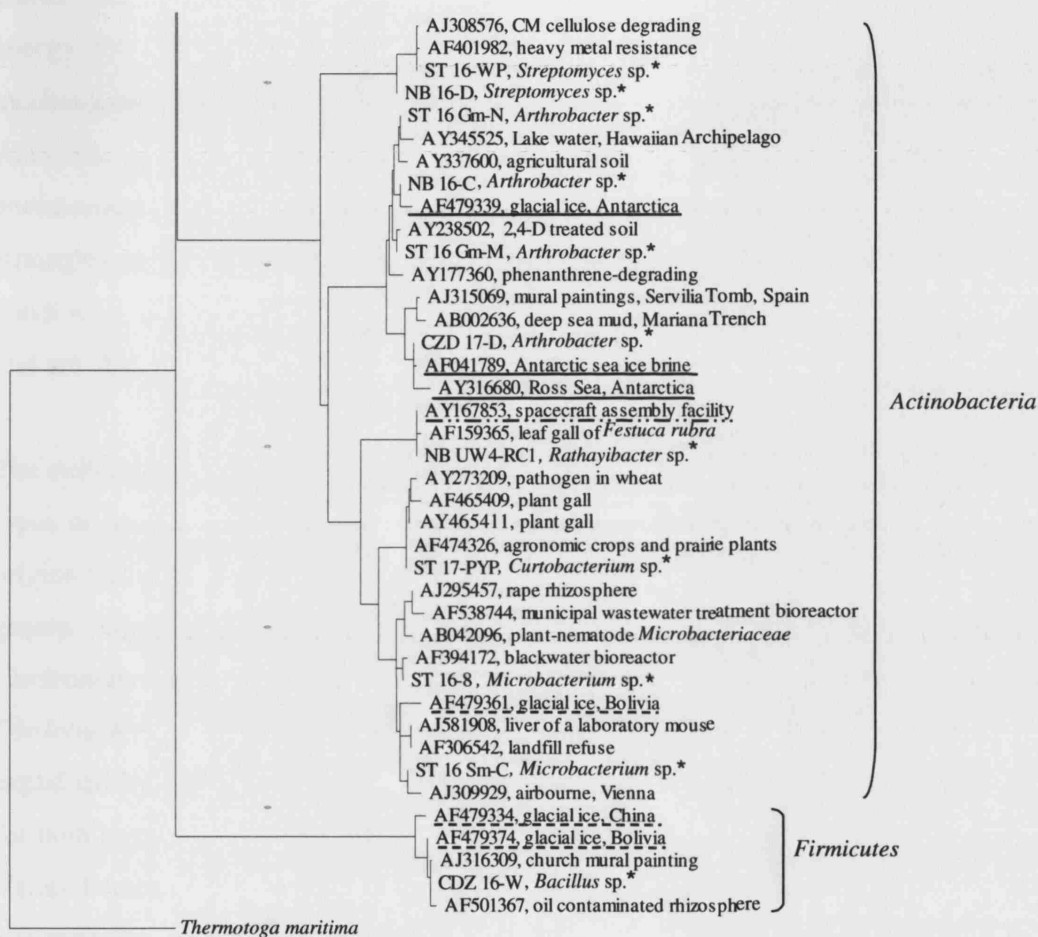 AJ308576, CM cellulose degrading
AF401982, heavy metal resistance
ST 16-WP, Streptomyces sp.*
NB 16-D, Streptomyces sp.*
ST 16 Gm-N, Arthrobacter sp.*
AY345525, Lake water, Hawaiian Archipelago
AY337600, agricultural soil
NB 16-C, Arthrobacter sp.*
AF479339, glacial ice, Antarctica
AY238502, 2,4-D treated soil
ST 16 Gm-M, Arthrobacter sp.*
AY177360, phenanthrene-degrading
AJ315069, mural paintings, Servilia Tomb, Spain
AB002636, deep sea mud, Mariana Trench
CZD 17-D, Arthrobacter sp.*
AF041789, Antarctic sea ice brine
AY316680, Ross Sea, Antarctica
Actinobacteria
AY167853, spacecraft assembly facility
AF159365, leaf gall of Festuca rubra
NB UW4-RC1, Rathayibacter sp.*
AY273209, pathogen in wheat
AF465409, plant gall
AY465411, plant gall
AF474326, agronomic crops and prairie plants
ST 17-PYP, Curtobacterium sp.*
AJ295457, rape rhizosphere
AF538744, municipal wastewater treatment bioreactor
AB042096, plant-nematode Microbacteriaceae
AF394172, blackwater bioreactor
ST 16-8, Microbacterium sp.*
AF479361, glacial ice, Bolivia
AJ581908, liver of a laboratory mouse
AF306542, landfill refuse
ST 16 Sm-C, Microbacterium sp.*
AJ309929, airbourne, Vienna
AF479334, glacial ice, China
AF479374, glacial ice, Bolivia
Firmicutes
AJ316309, church mural painting
CDZ 16-W, Bacillus sp.*
AF501367, oil contaminated rhizosphere
Thermotoga maritima